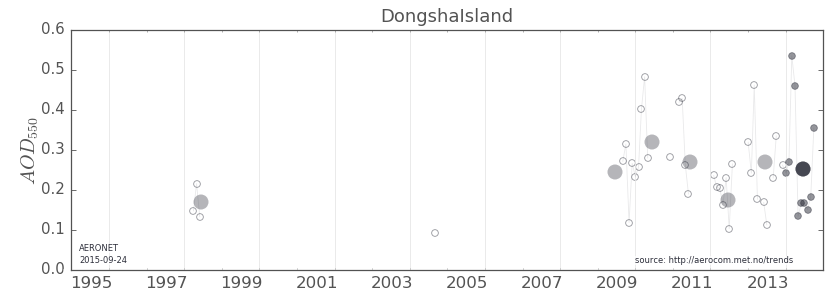 DongshaIsland
0.6
0.5
0.4
0.3
0.2
0.1
0.0
AOD550
AERONET
2015-09-24
source: http://aerocom.met.no/trends
1995 1997 1999 2001 2003 2005 2007 2009 2011 2013